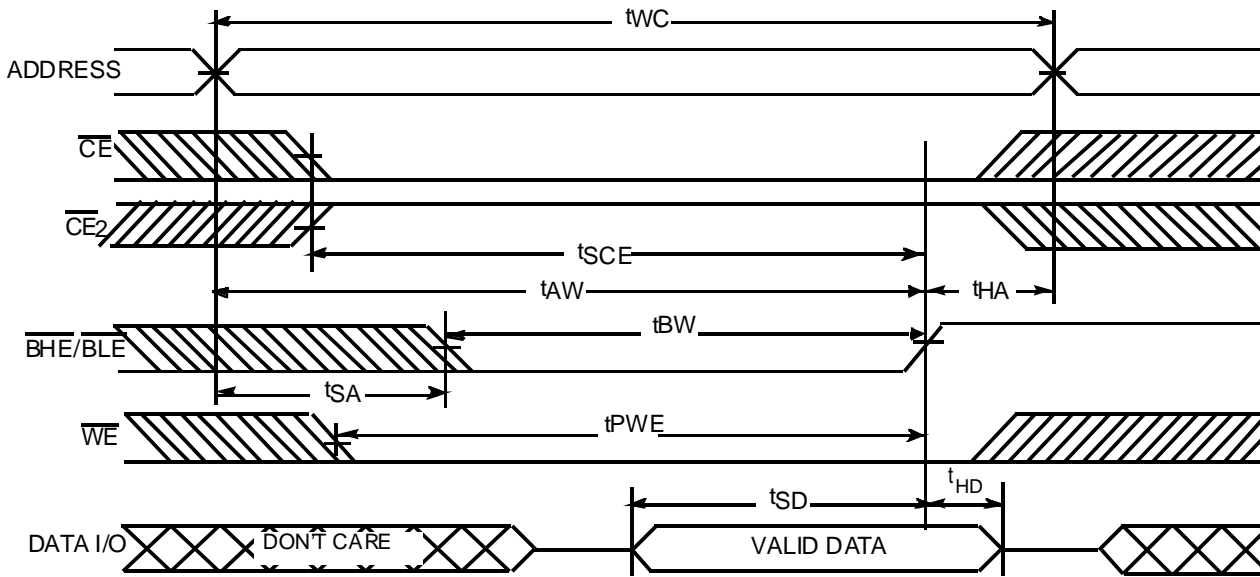 tWC
ADDRESS
CE
CE2
tSCE
tAW
tHA
BHE/BLE
tBW
tSA
WE
tPWE
tSD
tHD
DATA I/O
DON'T CARE
VALID DATA